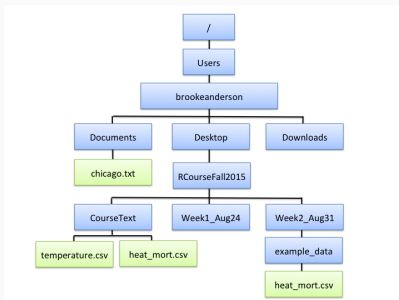 /
Users
brookeanderson
Documents
Desktop
Downloads
chicago.txt
RCourseFall2015
CourseText
Week1_Aug24
Week2_Aug31
temperature.csv
heat_mort.csv
example_data
heat_mort.csv